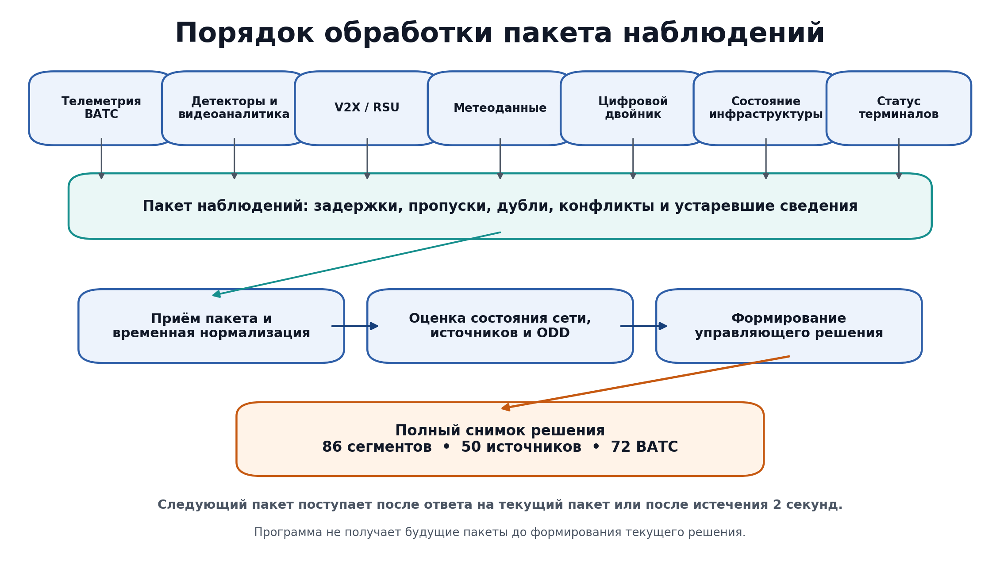 Порядок обработки пакета наблюдений
Телеметрия
ВАТС
Детекторы и
видеоаналитика
V2X / RSU
Метеоданные
Цифровой
двойник
Состояние
инфраструктуры
Статус
терминалов
Пакет наблюдений: задержки, пропуски, дубли, конфликты и устаревшие сведения
Приём пакета и
временная нормализация
Оценка состояния сети,
источников и ODD
Формирование
управляющего решения
Полный снимок решения
86 сегментов • 50 источников • 72 ВАТС
Следующий пакет поступает после ответа на текущий пакет или после истечения 2 секунд.
Программа не получает будущие пакеты до формирования текущего решения.